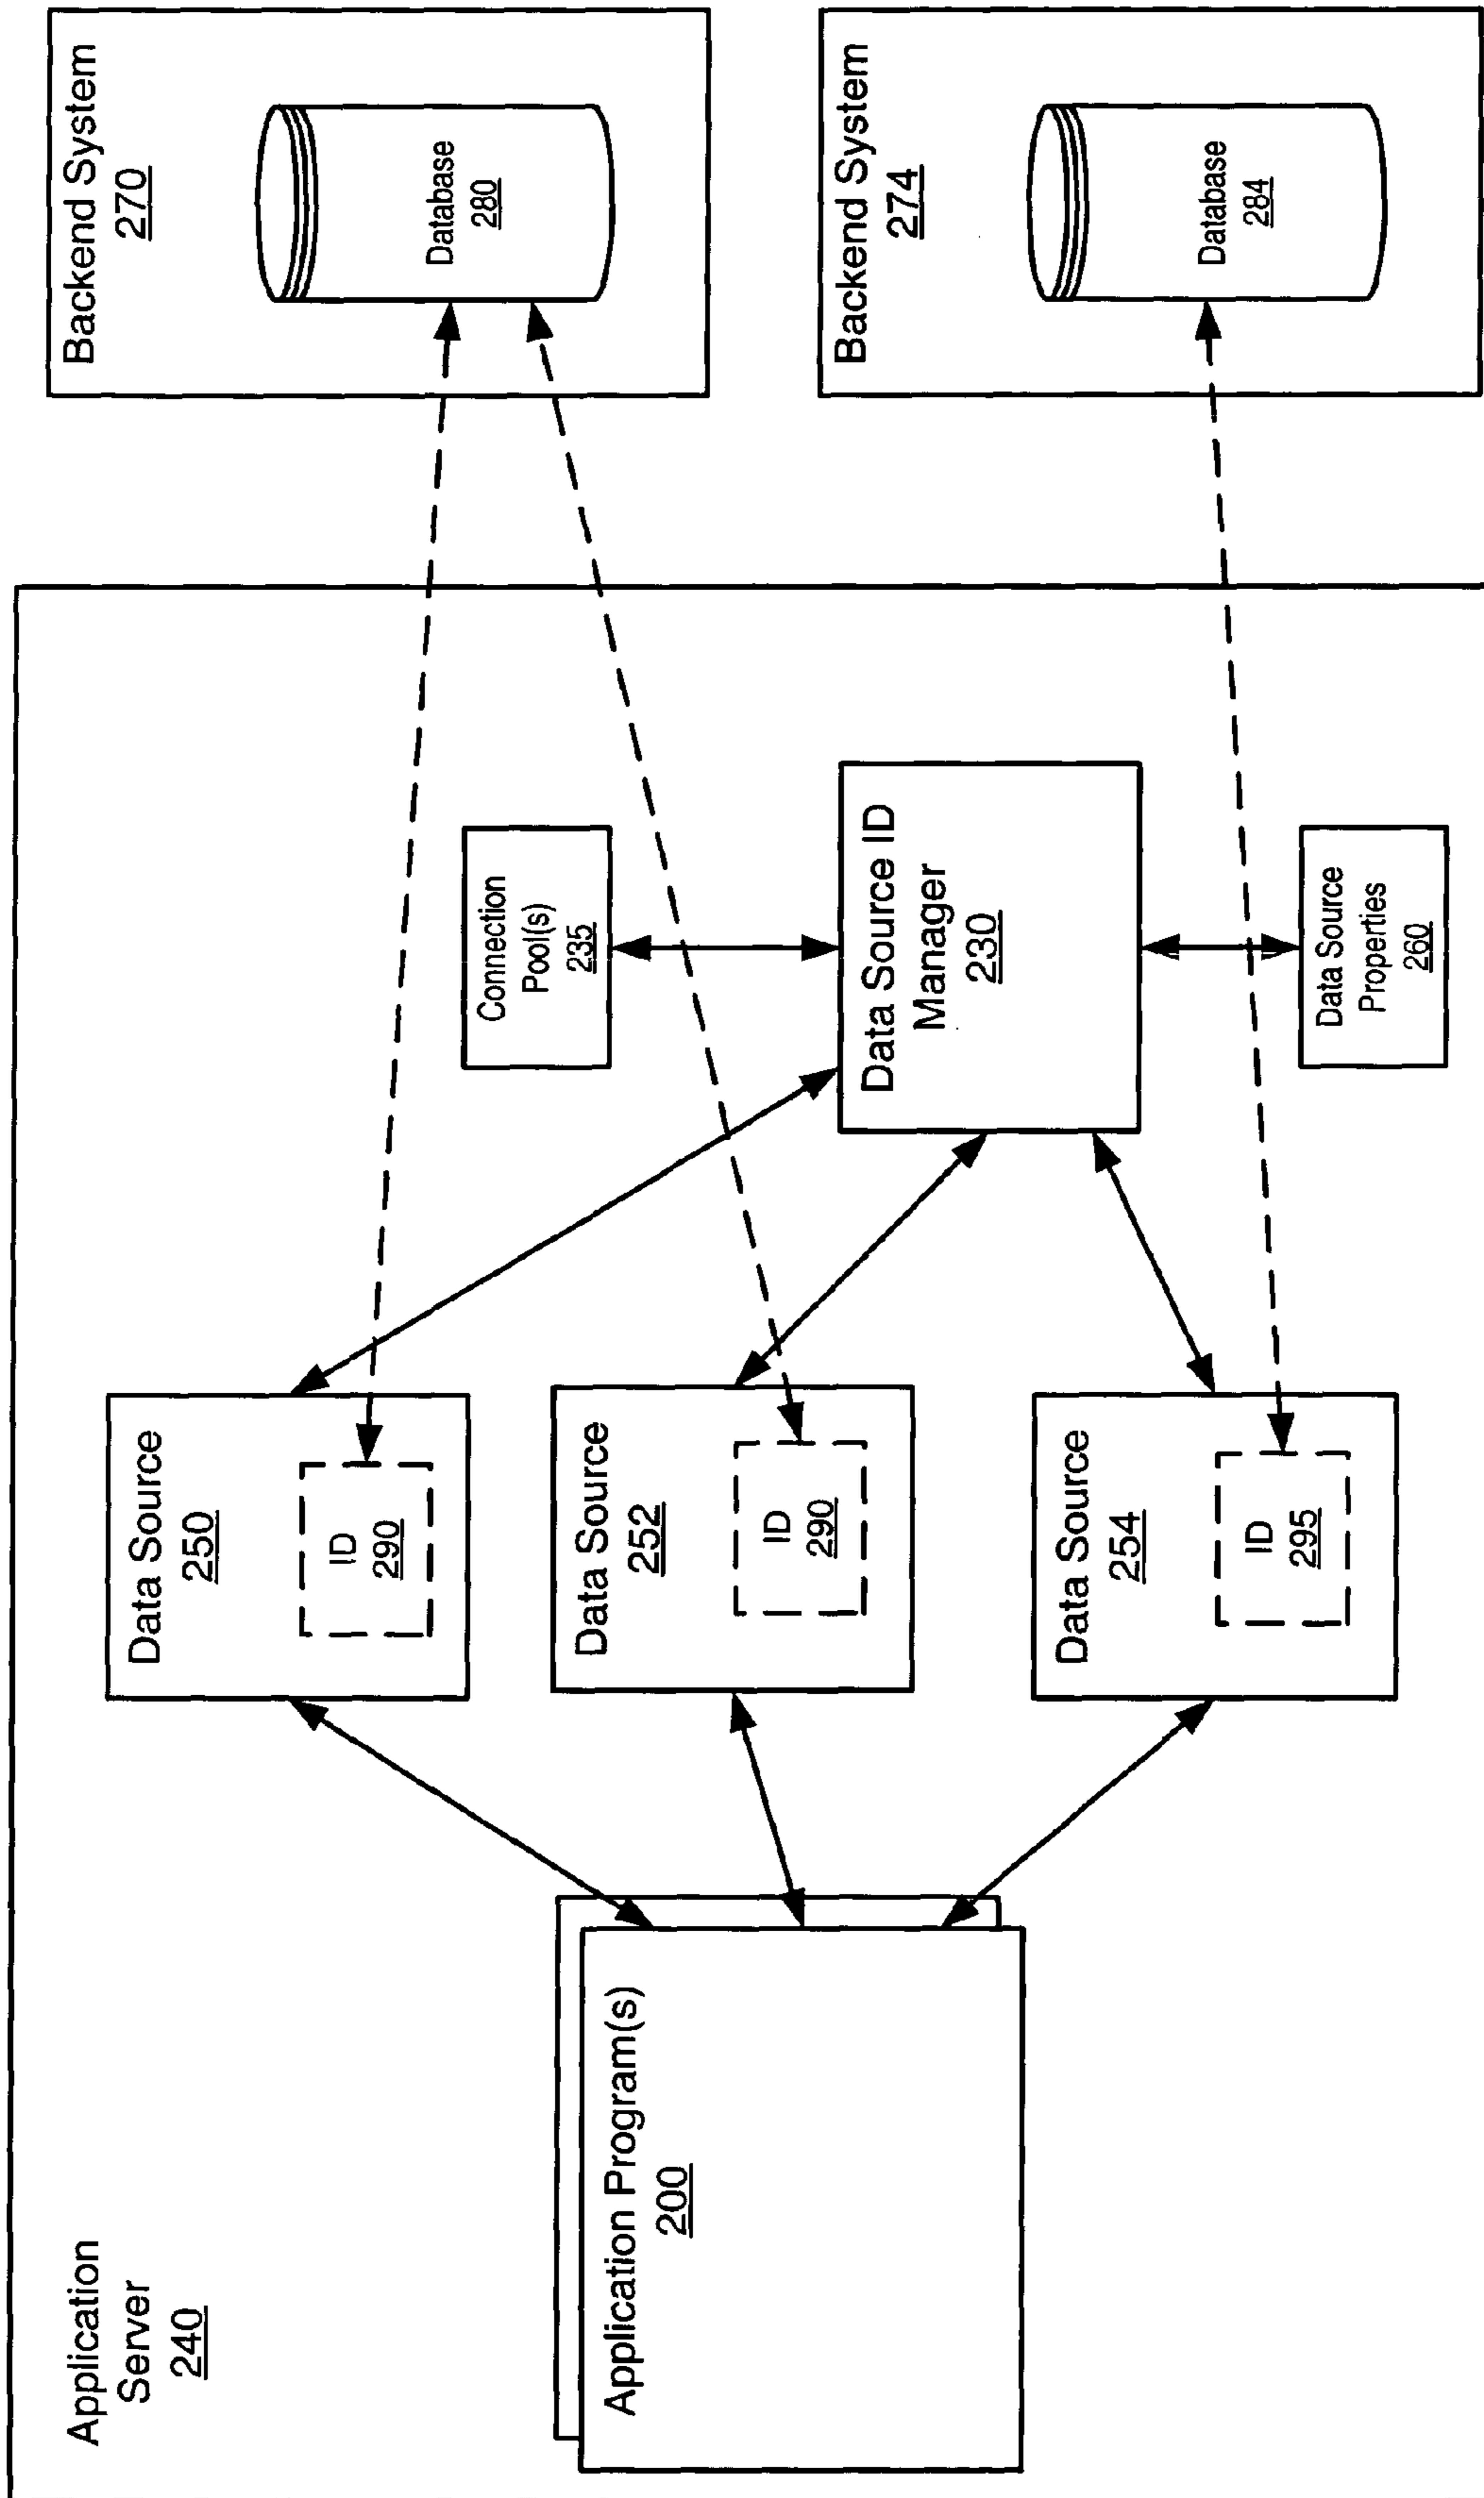 Application
Server
240
Application Program(s)
200
Data Source
250
ID
290
Data Source
252
ID
290
Data Source
254
ID
295
Connection
Pool(s)
235
Data Source ID
Manager
230
Data Source
Properties
260
Backend System
270
Database
280
Backend System
274
Database
284